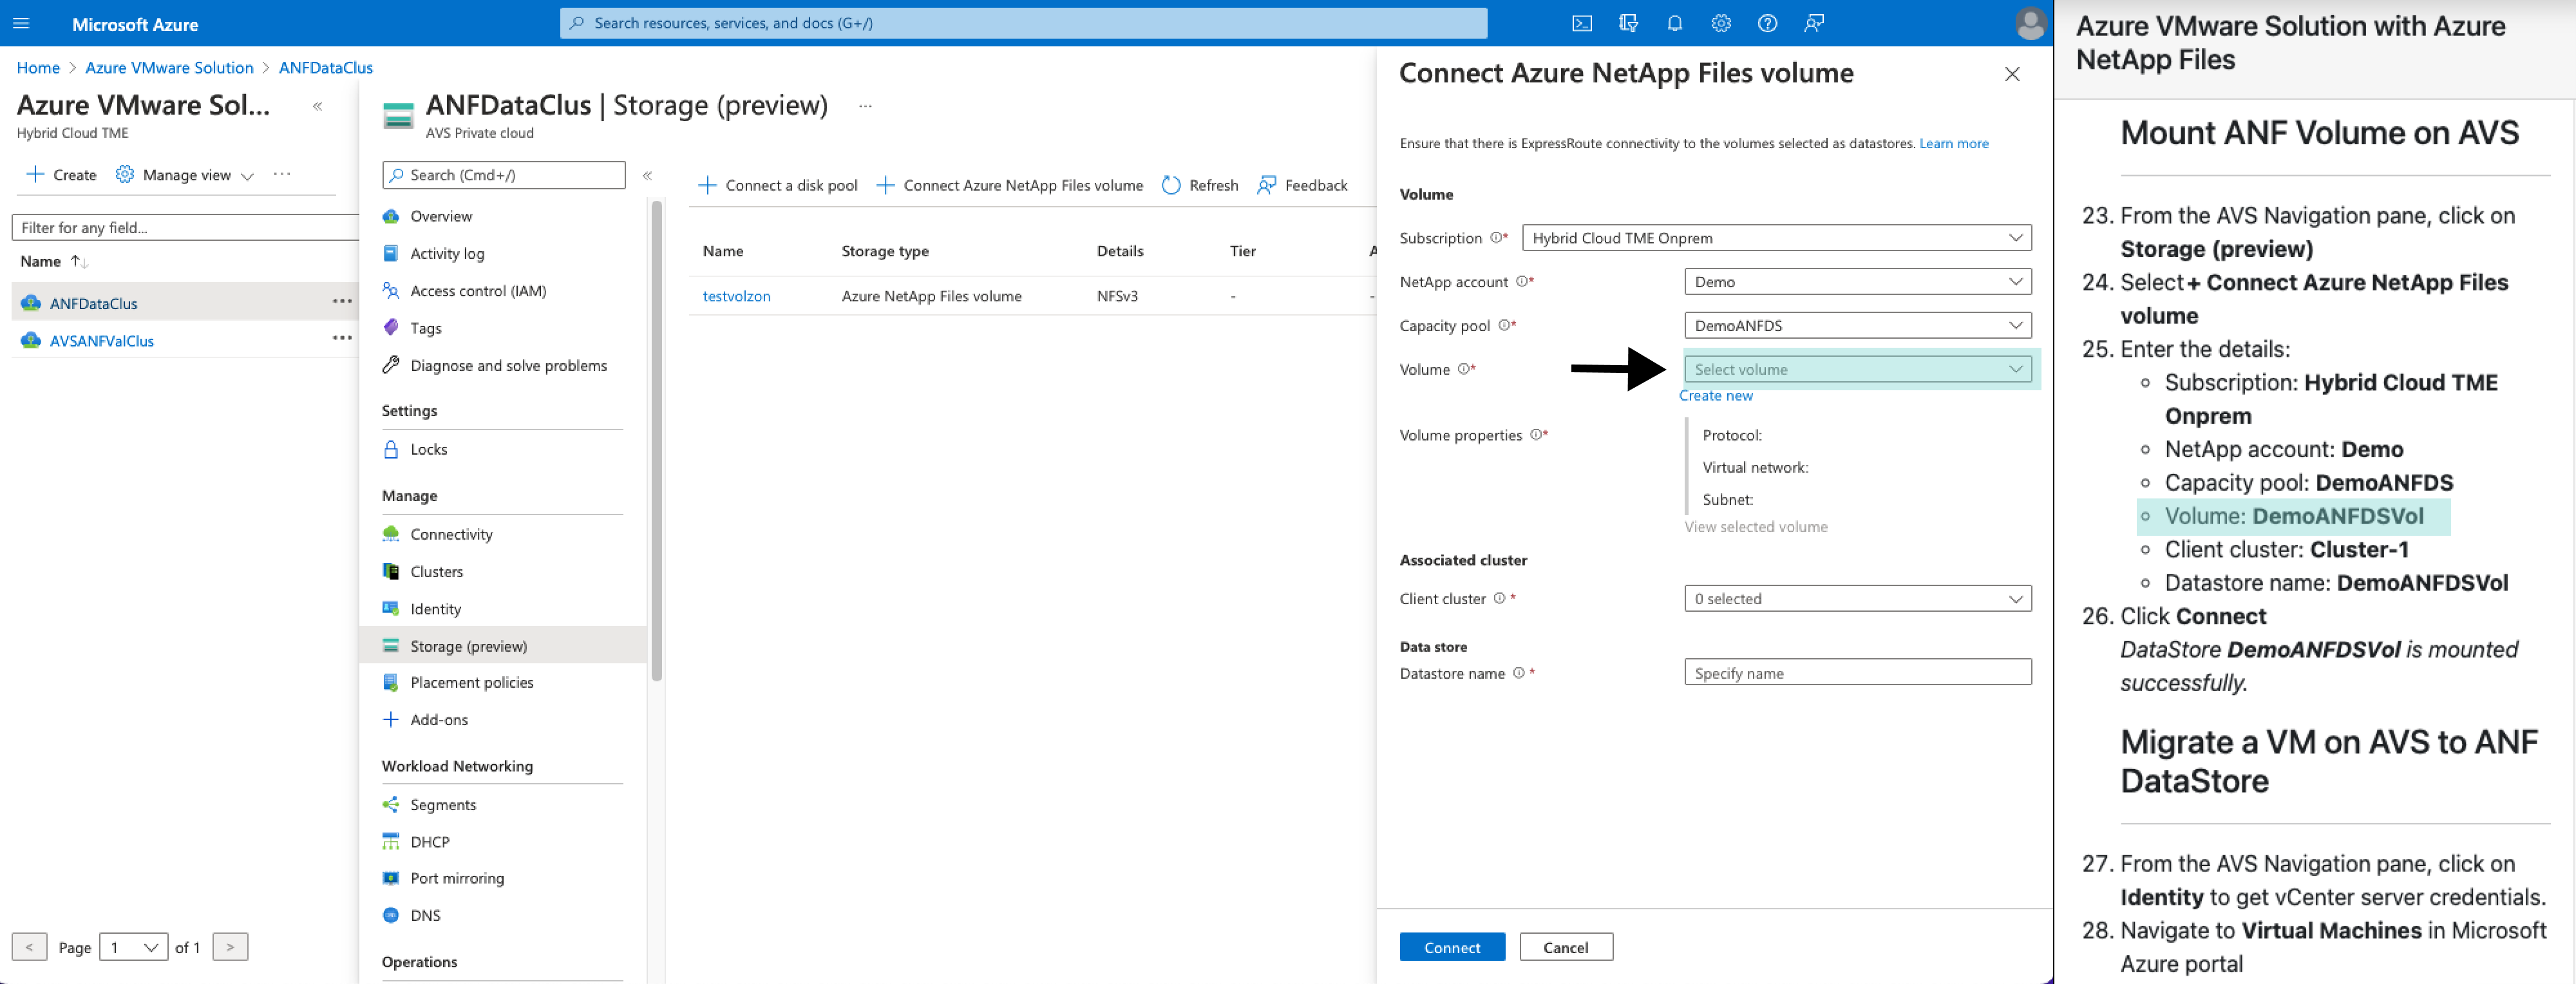 Microsoft Azure
Search resources, services, and docs (G+/)
Home > Azure VMware Solution > ANFDataClus
Azure VMware Sol...
Hybrid Cloud TME
Create
Manage view
Filter for any field...
Name
ANFDataClus
AVSANFValClus
< Page 1 of 1 >
ANFDataClus | Storage (preview)
AVS Private cloud
Search (Cmd+/)
Overview
Activity log
Access control (IAM)
Tags
Diagnose and solve problems
Settings
Locks
Manage
Connectivity
Clusters
Identity
Storage (preview)
Placement policies
Add-ons
Workload Networking
Segments
DHCP
Port mirroring
DNS
Operations
Connect a disk pool
Connect Azure NetApp Files volume
Refresh
Feedback
Name Storage type Details Tier A
testvolzon Azure NetApp Files volume NFSv3 - -
Connect Azure NetApp Files volume
Ensure that there is ExpressRoute connectivity to the volumes selected as datastores. Learn more
Volume
Subscription * Hybrid Cloud TME Onprem
NetApp account * Demo
Capacity pool * DemoANFDS
Volume * Select volume
Create new
Volume properties * Protocol:
Virtual network:
Subnet:
View selected volume
Associated cluster
Client cluster * 0 selected
Data store
Datastore name * Specify name
Connect
Cancel
Azure VMware Solution with Azure
NetApp Files
Mount ANF Volume on AVS
23. From the AVS Navigation pane, click on
Storage (preview)
24. Select + Connect Azure NetApp Files
volume
25. Enter the details:
Subscription: Hybrid Cloud TME
Onprem
NetApp account: Demo
Capacity pool: DemoANFDS
Volume: DemoANFDSVol
Client cluster: Cluster-1
Datastore name: DemoANFDSVol
26. Click Connect
DataStore DemoANFDSVol is mounted
successfully.
Migrate a VM on AVS to ANF
DataStore
27. From the AVS Navigation pane, click on
Identity to get vCenter server credentials.
28. Navigate to Virtual Machines in Microsoft
Azure portal